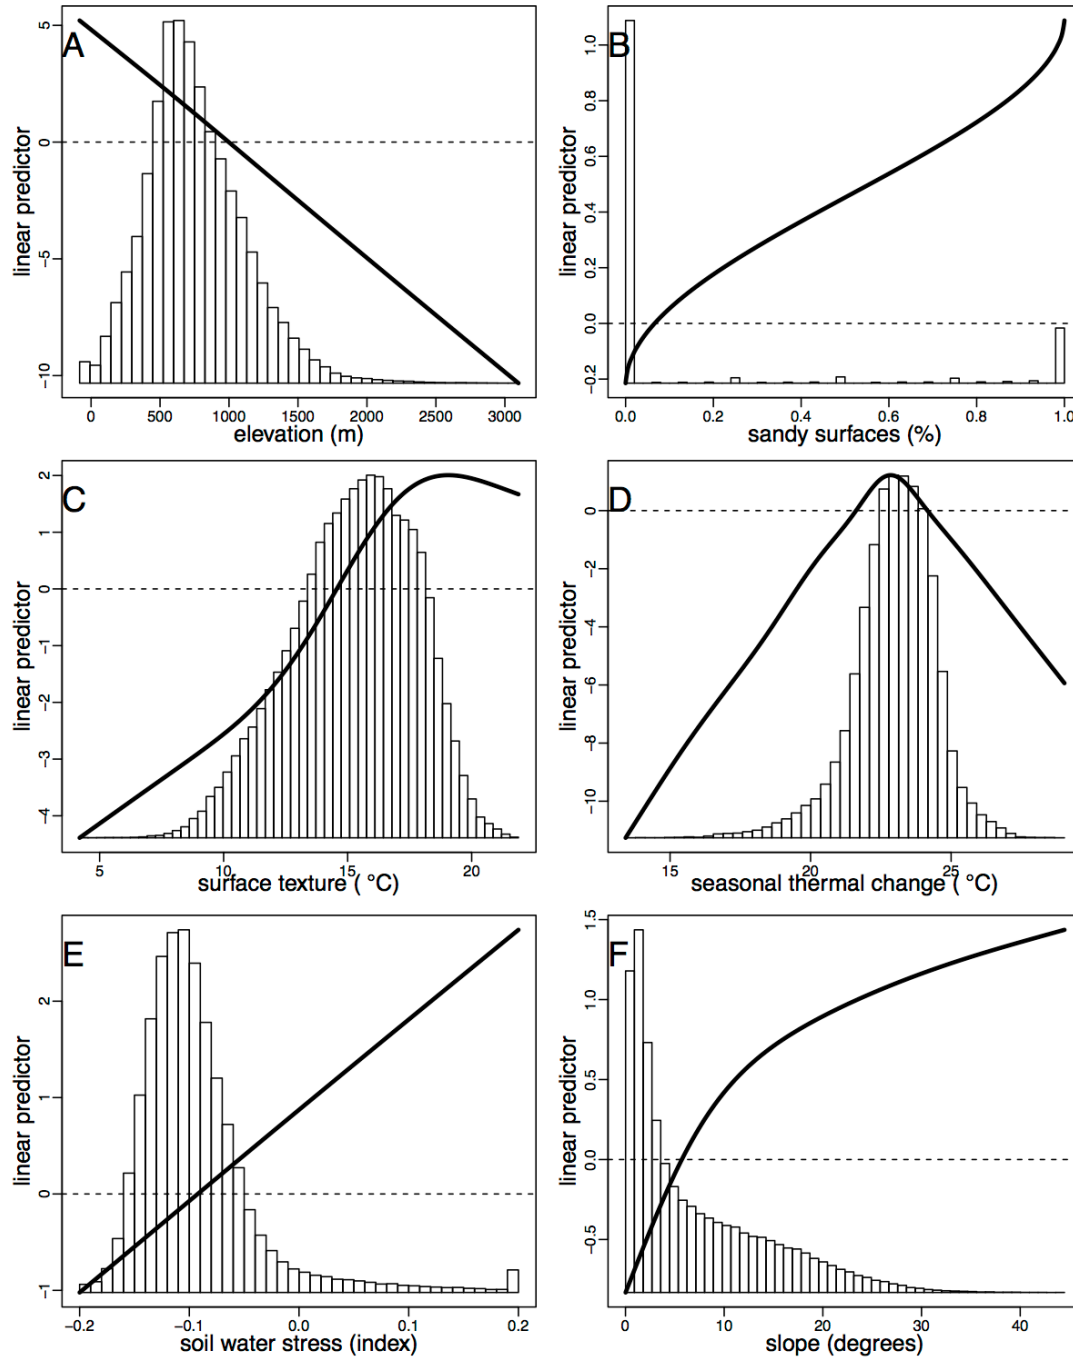 A
linear predictor
5
0
−5
−10
0 500 1000 1500 2000 2500 3000
elevation (m)
B
linear predictor
1.0
0.8
0.6
0.4
0.2
0.0
−0.2
0.0 0.2 0.4 0.6 0.8 1.0
sandy surfaces (%)
C
linear predictor
2
1
0
−1
−2
−3
−4
5 10 15 20
surface texture ( °C)
D
linear predictor
0
−2
−4
−6
−8
−10
15 20 25
seasonal thermal change ( °C)
E
linear predictor
2
1
0
−1
−0.2 −0.1 0.0 0.1 0.2
soil water stress (index)
F
linear predictor
1.5
1.0
0.5
0.0
−0.5
0 10 20 30 40
slope (degrees)